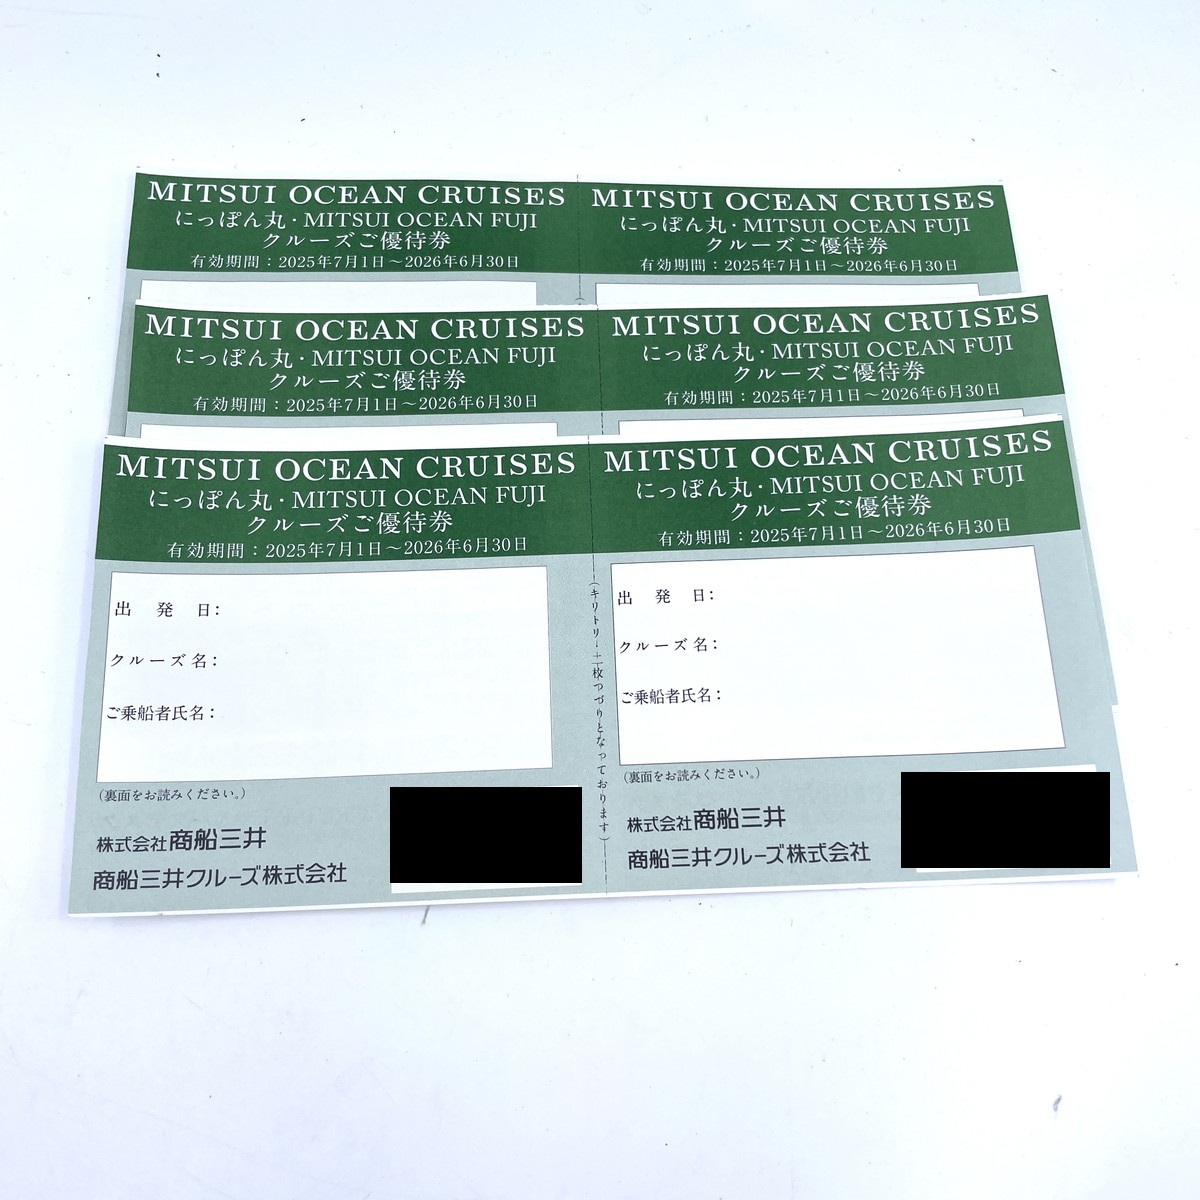 MITSUI OCEAN CRUISES
にっぽん丸・MITSUI OCEAN FUJI
クルーズご優待券
有効期間：2025年7月1日～2026年6月30日
MITSUI OCEAN CRUISES
にっぽん丸・MITSUI OCEAN FUJI
クルーズご優待券
有効期間：2025年7月1日～2026年6月30日
MITSUI OCEAN CRUISES
にっぽん丸・MITSUI OCEAN FUJI
クルーズご優待券
有効期間：2025年7月1日～2026年6月30日
MITSUI OCEAN CRUISES
にっぽん丸・MITSUI OCEAN FUJI
クルーズご優待券
有効期間：2025年7月1日～2026年6月30日
MITSUI OCEAN CRUISES
にっぽん丸・MITSUI OCEAN FUJI
クルーズご優待券
有効期間：2025年7月1日～2026年6月30日
出発日：
クルーズ名：
ご乗船者氏名：
（裏面をお読みください。）
株式会社商船三井
商船三井クルーズ株式会社
（キリトリ・二枚つづりとなっております）
MITSUI OCEAN CRUISES
にっぽん丸・MITSUI OCEAN FUJI
クルーズご優待券
有効期間：2025年7月1日～2026年6月30日
出発日：
クルーズ名：
ご乗船者氏名：
（裏面をお読みください。）
株式会社商船三井
商船三井クルーズ株式会社